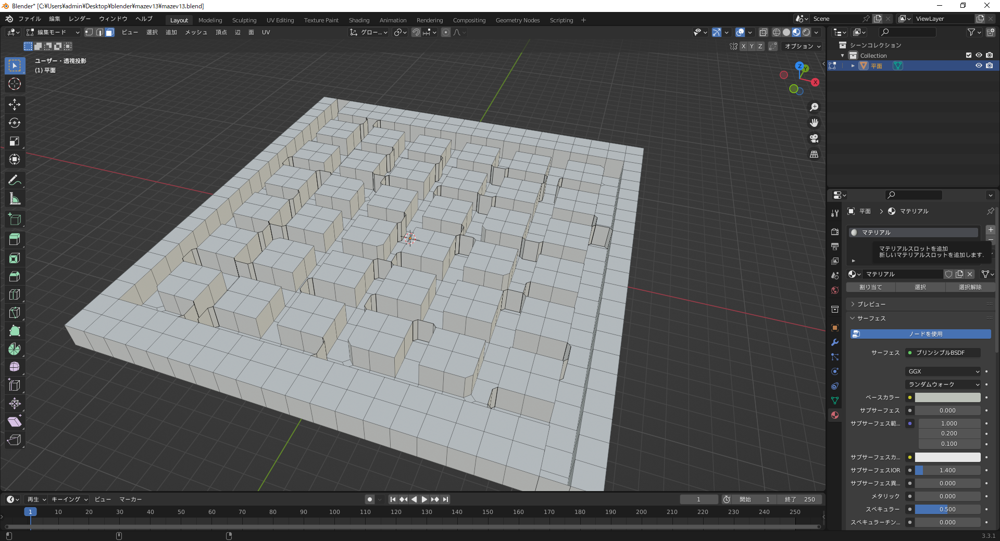 Blender* [C:¥Users¥admin¥Desktop¥blender¥mazev13¥mazev13.blend]
ファイル 編集 レンダー ウィンドウ ヘルプ Layout Modeling Sculpting UV Editing Texture Paint Shading Animation Rendering Compositing Geometry Nodes Scripting + Scene ViewLayer
編集モード ビュー 選択 追加 メッシュ 頂点 辺 面 UV グロー...
X Y Z オプション
ユーザー・透視投影
(1) 平面
Z Y X
シーンコレクション
Collection
平面
平面 > マテリアル
マテリアル
マテリアルスロットを追加
新しいマテリアルスロットを追加します.
マテリアル
割り当て 選択 選択解除
プレビュー
サーフェス
ノードを使用
サーフェス プリンシプルBSDF
GGX
ランダムウォーク
ベースカラー
サブサーフェス 0.000
サブサーフェス範... 1.000
0.200
0.100
サブサーフェスカ...
サブサーフェスIOR 1.400
サブサーフェス異... 0.000
メタリック 0.000
スペキュラー 0.500
スペキュラーチン... 0.000
再生 キーイング ビュー マーカー 1 開始 1 終了 250
1 10 20 30 40 50 60 70 80 90 100 110 120 130 140 150 160 170 180 190 200 210 220 230 240 250
3.3.1